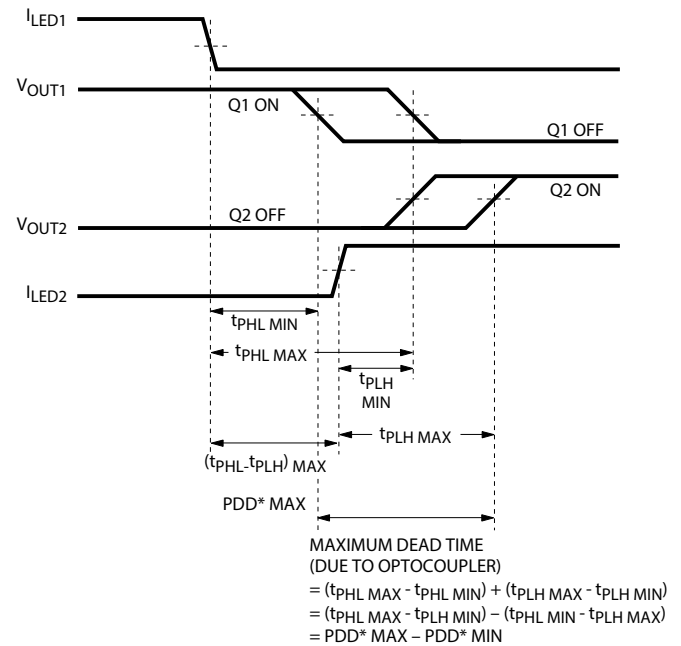 ILED1
VOUT1
Q1 ON
Q1 OFF
Q2 ON
Q2 OFF
VOUT2
ILED2
tPHL MIN
tPHL MAX
tPLH
MIN
tPLH MAX
(tPHL-tPLH) MAX
PDD* MAX
MAXIMUM DEAD TIME
(DUE TO OPTOCOUPLER)
= (tPHL MAX - tPHL MIN) + (tPLH MAX - tPLH MIN)
= (tPHL MAX - tPLH MIN) – (tPHL MIN - tPLH MAX)
= PDD* MAX – PDD* MIN